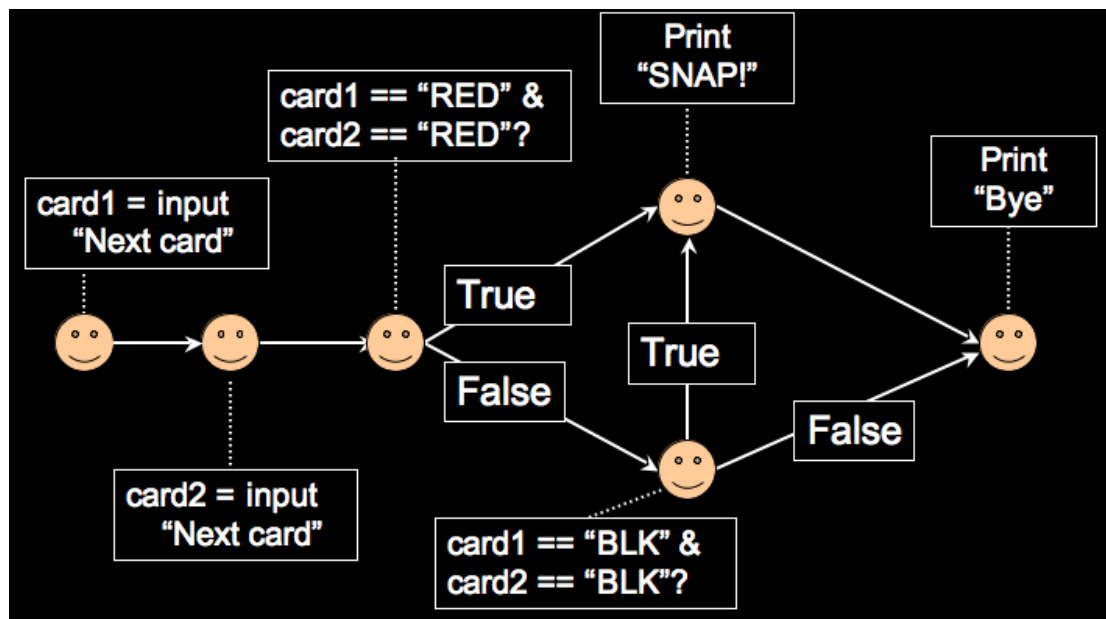 card1 = input
“Next card”
card2 = input
“Next card”
card1 == “RED” &
card2 == “RED”?
True
False
Print
“SNAP!”
True
card1 == “BLK” &
card2 == “BLK”?
False
Print
“Bye”